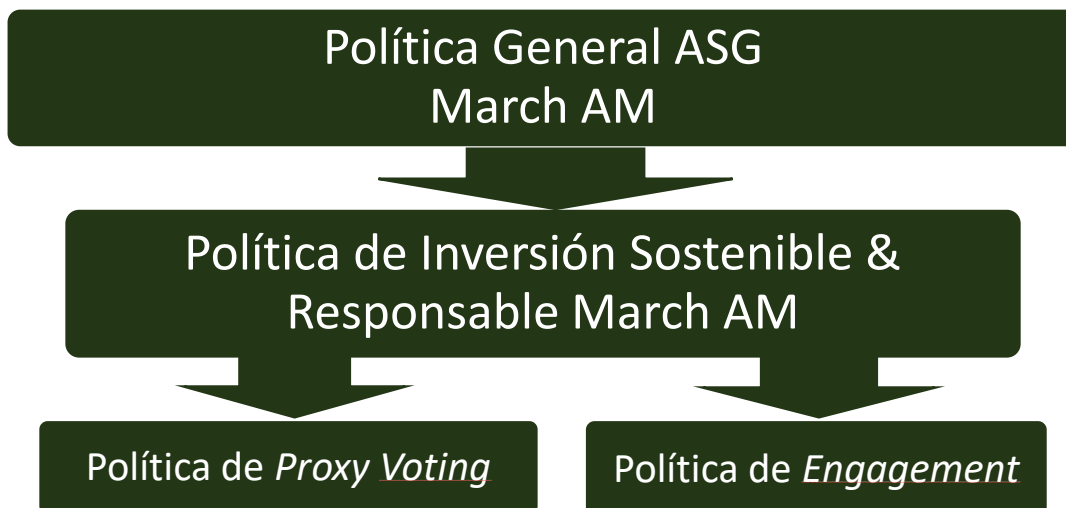 Política General ASG
March AM
Política de Inversión Sostenible &
Responsable March AM
Política de Proxy Voting
Política de Engagement